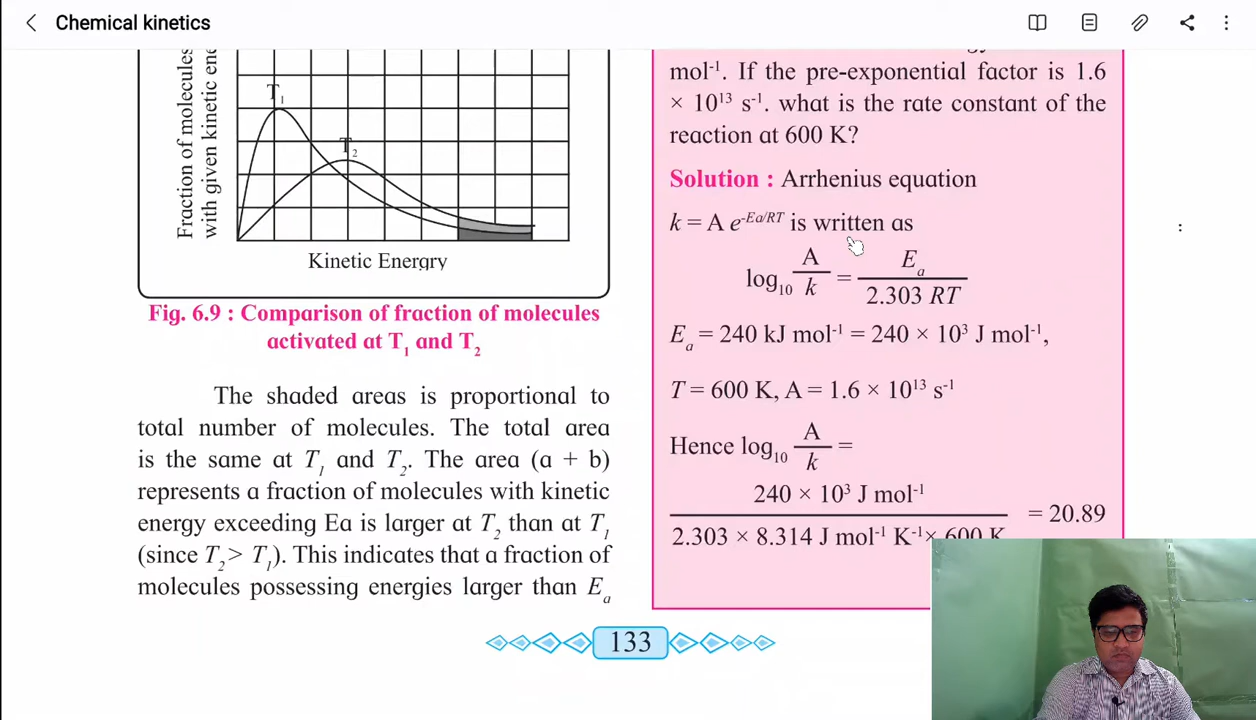 Chemical kinetics
Fraction of molecules
with given kinetic ene
T1
T2
Kinetic Energry
Fig. 6.9 : Comparison of fraction of molecules
activated at T1 and T2
The shaded areas is proportional to
total number of molecules. The total area
is the same at T1 and T2. The area (a + b)
represents a fraction of molecules with kinetic
energy exceeding Ea is larger at T2 than at T1
(since T2> T1). This indicates that a fraction of
molecules possessing energies larger than Ea
mol-1. If the pre-exponential factor is 1.6
× 10¹³ s-1. what is the rate constant of the
reaction at 600 K?
Solution : Arrhenius equation
k = A e-Ea/RT is written as
log10 A/k = Ea/2.303 RT
Ea = 240 kJ mol-1 = 240 × 10³ J mol-1,
T = 600 K, A = 1.6 × 10¹³ s-1
Hence log10 A/k =
240 × 10³ J mol-1
2.303 × 8.314 J mol-1 K-1× 600 K
= 20.89
133